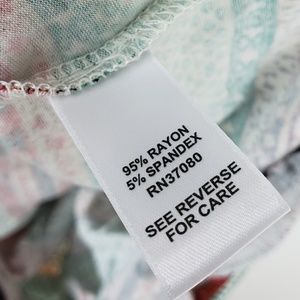 95% RAYON
5% SPANDEX
RN37080
SEE REVERSE
FOR CARE